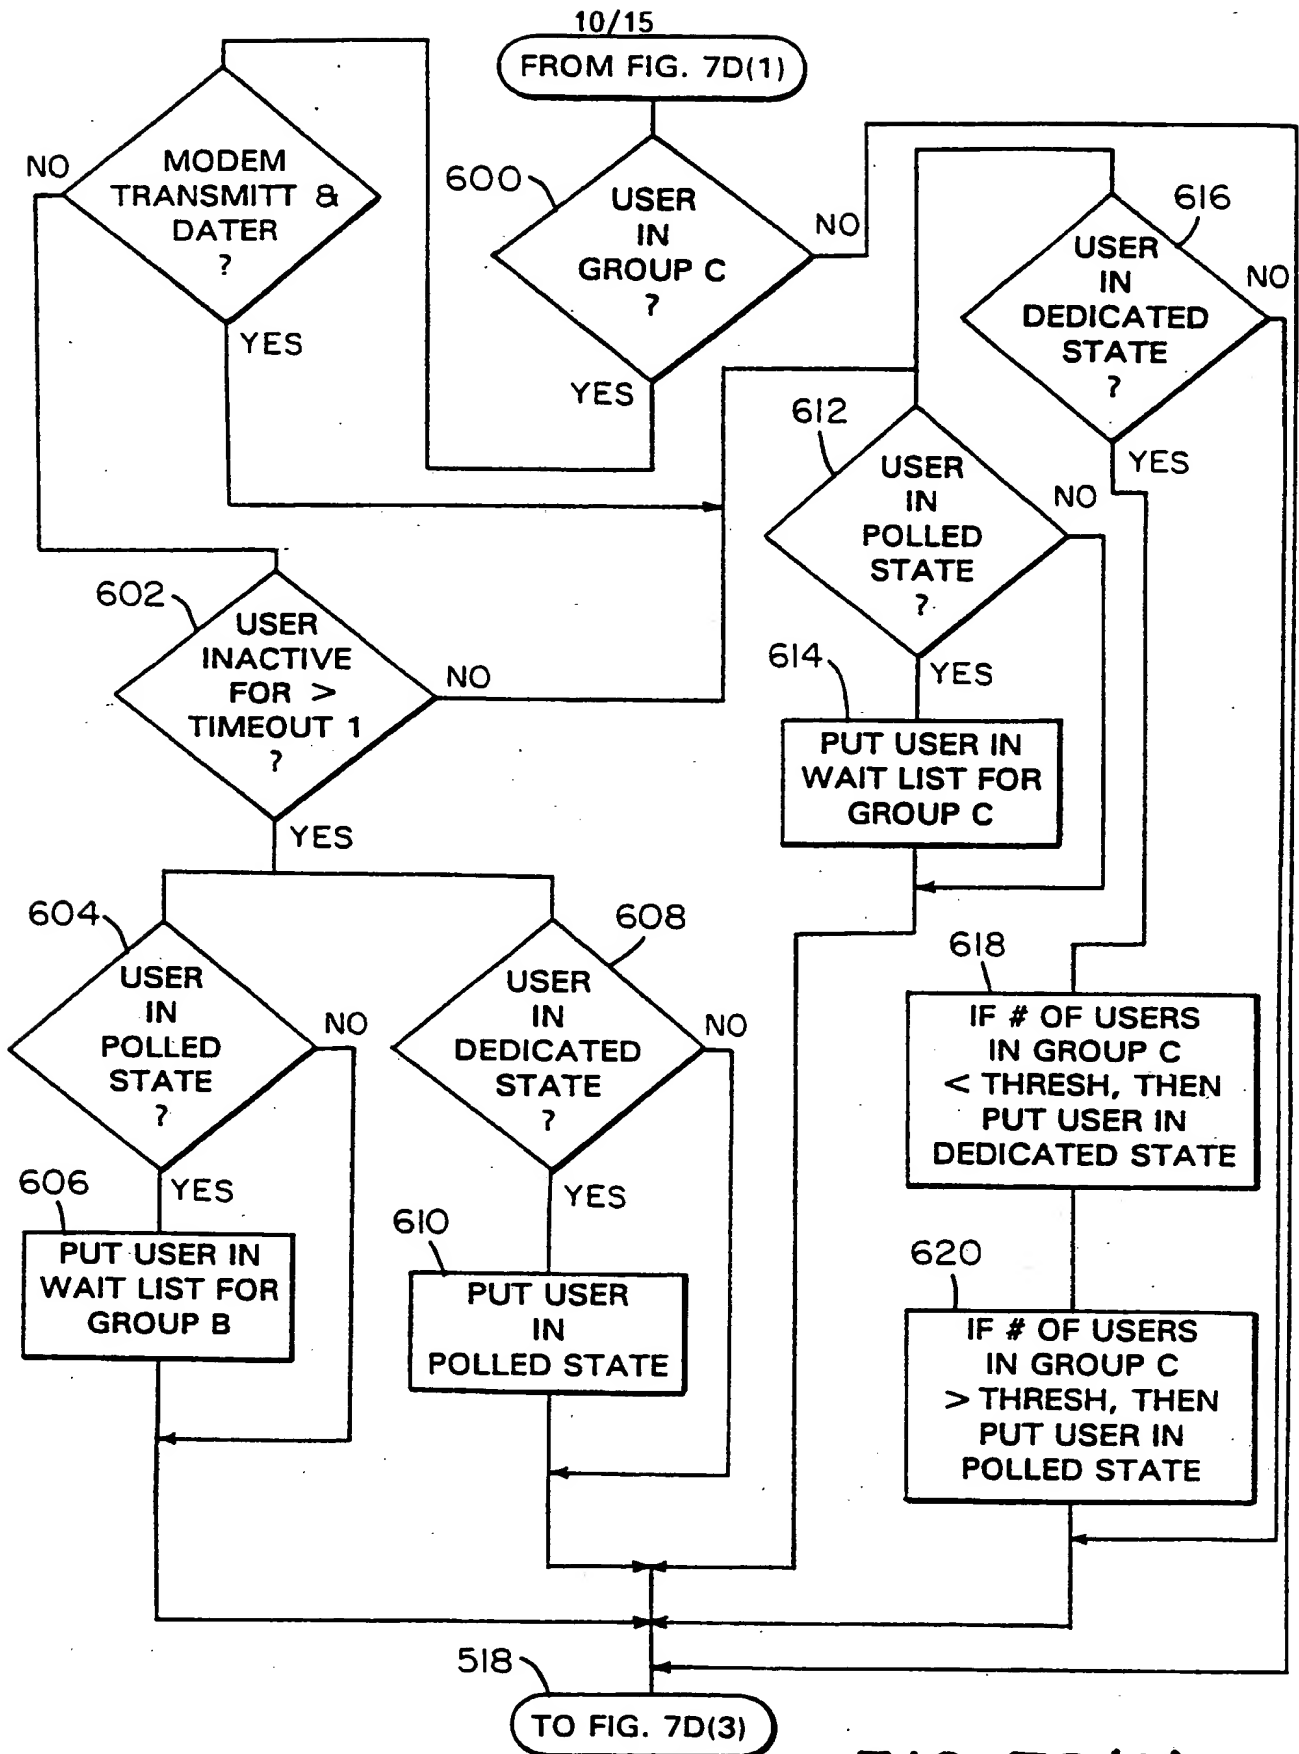 10/15
FROM FIG. 7D(1)
MODEM
TRANSMITT &
DATER
?
NO
YES
600
USER
IN
GROUP C
?
NO
YES
616
USER
IN
DEDICATED
STATE
?
NO
YES
612
USER
IN
POLLED
STATE
?
NO
YES
602
USER
INACTIVE
FOR >
TIMEOUT 1
?
NO
YES
614
PUT USER IN
WAIT LIST FOR
GROUP C
604
USER
IN
POLLED
STATE
?
NO
YES
608
USER
IN
DEDICATED
STATE
?
NO
YES
618
IF # OF USERS
IN GROUP C
< THRESH, THEN
PUT USER IN
DEDICATED STATE
606
PUT USER IN
WAIT LIST FOR
GROUP B
610
PUT USER
IN
POLLED STATE
620
IF # OF USERS
IN GROUP C
> THRESH, THEN
PUT USER IN
POLLED STATE
518
TO FIG. 7D(3)